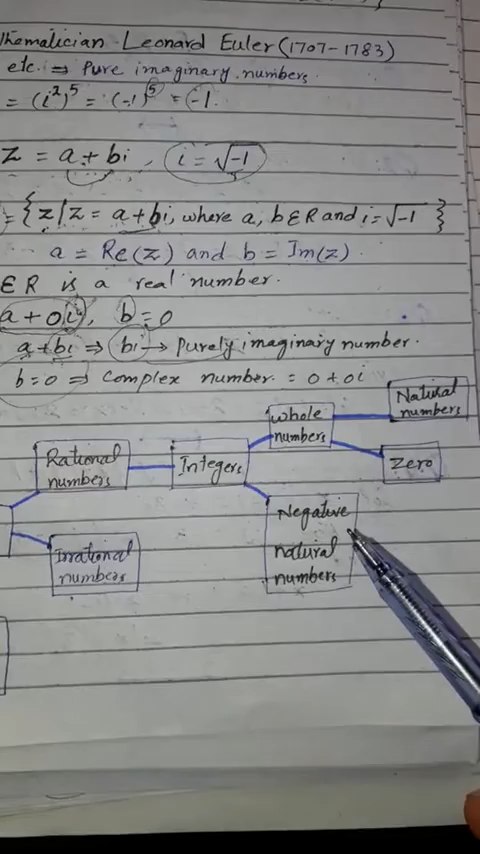 thematician Leonard Euler (1707-1783)
etc. ⇒ Pure imaginary numbers.
= (i²)⁵ = (-1)⁵ = -1.
Z = a + bi, i = √-1
= {z/z = a + bi, where a, b ∈ R and i = √-1}
a = Re(z) and b = Im(z).
∈ R is a real number.
a + 0i, b = 0
a + bi ⇒ bi → Purely imaginary number.
b = 0 ⇒ Complex number. = 0 + 0i
Natural
numbers
Whole
numbers
Zero
Rational
numbers
Integers
Negative
natural
numbers
Irrational
numbers